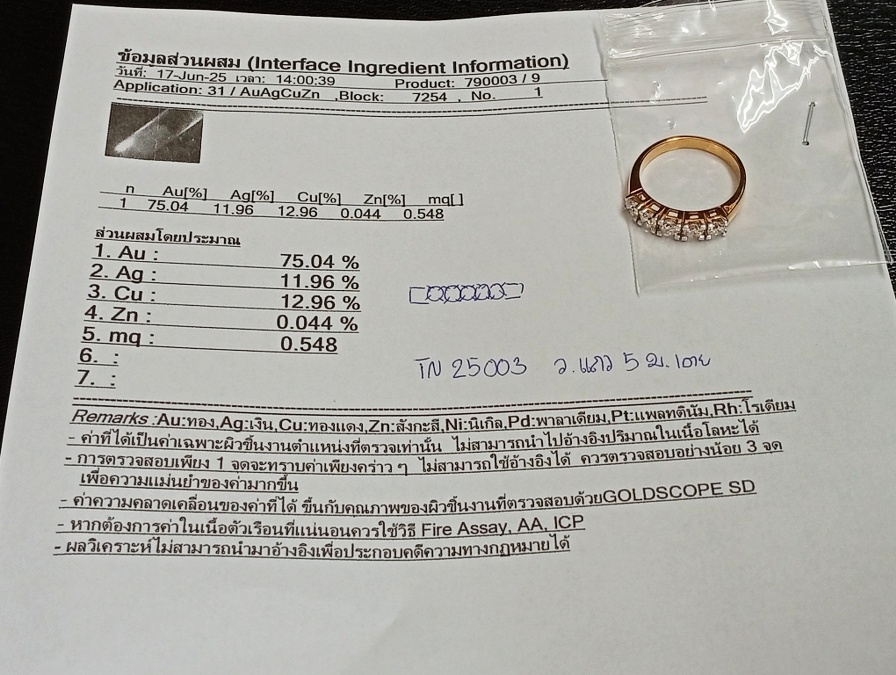 ข้อมูลส่วนผสม (Interface Ingredient Information)
วันที่: 17-Jun-25 เวลา: 14:00:39 Product: 790003 / 9
Application: 31 / AuAgCuZn ,Block: 7254 , No. 1
n Au[%] Ag[%] Cu[%] Zn[%] mq[ ]
1 75.04 11.96 12.96 0.044 0.548
ส่วนผสมโดยประมาณ
1. Au : 75.04 %
2. Ag : 11.96 %
3. Cu : 12.96 %
4. Zn : 0.044 %
5. mq : 0.548
6. :
7. :
TN 25003 ว.แถว 5 ม.เตย
Remarks :Au:ทอง,Ag:เงิน,Cu:ทองแดง,Zn:สังกะสี,Ni:นิเกิล,Pd:พาลาเดียม,Pt:แพลทตินัม,Rh:โรเดียม
- ค่าที่ได้เป็นค่าเฉพาะผิวชิ้นงานตำแหน่งที่ตรวจเท่านั้น ไม่สามารถนำไปอ้างอิงปริมาณในเนื้อโลหะได้
- การตรวจสอบเพียง 1 จุดจะทราบค่าเพียงคร่าว ๆ ไม่สามารถใช้อ้างอิงได้ ควรตรวจสอบอย่างน้อย 3 จุด
เพื่อความแม่นยำของค่ามากขึ้น
- ค่าความคลาดเคลื่อนของค่าที่ได้ ขึ้นกับคุณภาพของผิวชิ้นงานที่ตรวจสอบด้วยGOLDSCOPE SD
- หากต้องการค่าในเนื้อตัวเรือนที่แน่นอนควรใช้วิธี Fire Assay, AA, ICP
- ผลวิเคราะห์ไม่สามารถนำมาอ้างอิงเพื่อประกอบคดีความทางกฎหมายได้